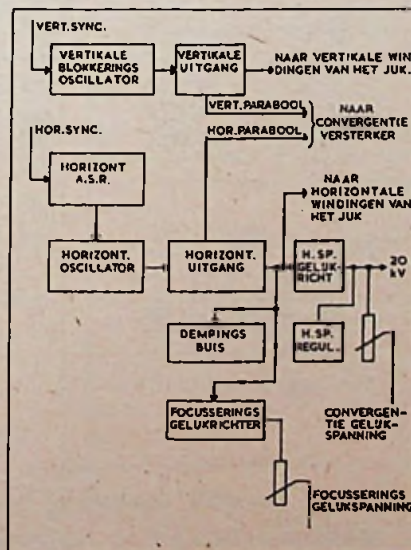 VERT.SYNC.
VERTIKALE
BLOKKERINGS
OSCILLATOR
VERTIKALE
UITGANG
NAAR VERTIKALE WIN
DINGEN VAN HET JUK.
VERT.PARABOOL
HOR.PARABOOL
NAAR
CONVERGENTIE
VERSTERKER
HOR.SYNC.
HORIZONT
A.S.R.
NAAR
HORIZONTALE
WINDINGEN VAN
HET JUK
HORIZONT.
OSCILLATOR
HORIZONT.
UITGANG
H. SP.
GELIJK-
RICHT
20
kV
DEMPINGS
BUIS
H. SP.
REGUL.
FOCUSSERINGS
GELIJKRICHTER
CONVERGEN-
TIE GELIJK-
SPANNING
FOCUSSERINGS
GELIJKSPANNING